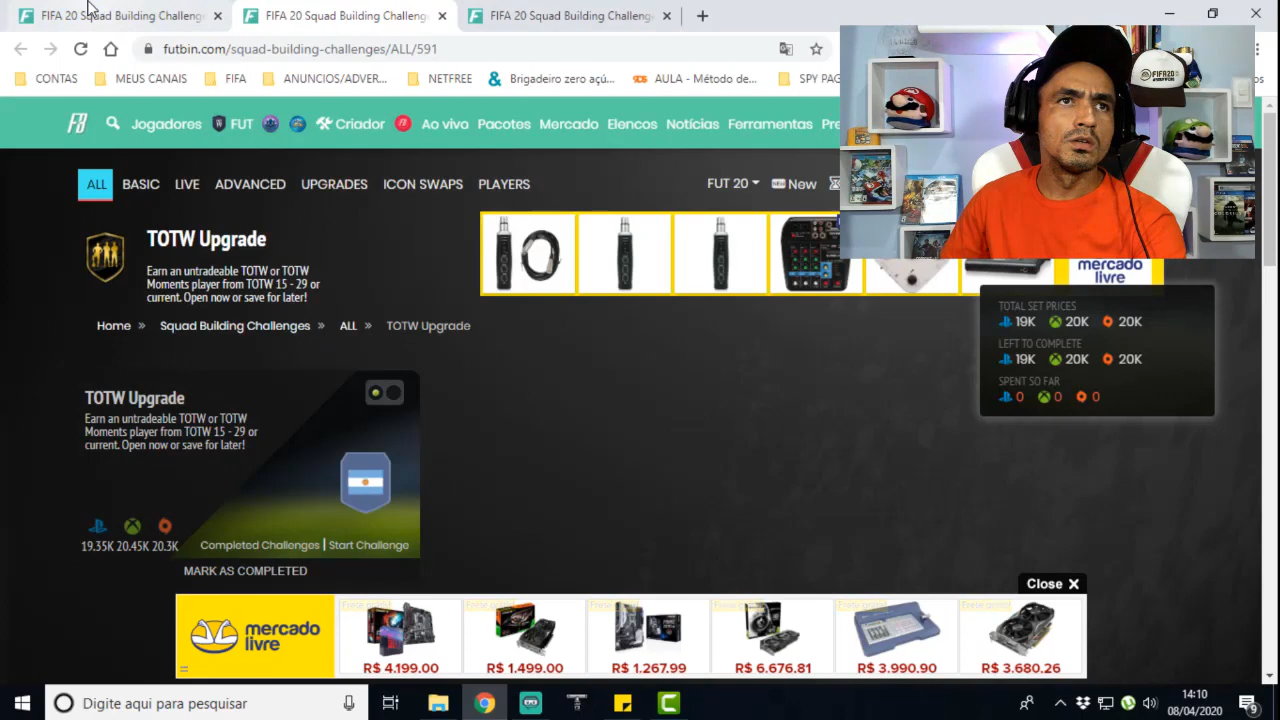 FIFA 20 Squad Building Challenge
FIFA 20 Squad Building Challenge
FIFA 20 Squad Building Challenge
futbin.com/squad-building-challenges/ALL/591
CONTAS
MEUS CANAIS
FIFA
ANUNCIOS/ADVER...
NETFREE
Brigadeiro zero açú...
AULA - Método de...
SPY PAG
F8
Jogadores
FUT
Criador
Ao vivo
Pacotes
Mercado
Elencos
Notícias
Ferramentas
Pre
ALL
BASIC
LIVE
ADVANCED
UPGRADES
ICON SWAPS
PLAYERS
FUT 20
New
TOTW Upgrade
Earn an untradeable TOTW or TOTW
Moments player from TOTW 15 - 29 or
current. Open now or save for later!
mercado
livre
Home » Squad Building Challenges » ALL » TOTW Upgrade
TOTAL SET PRICES
19K 20K 20K
LEFT TO COMPLETE
19K 20K 20K
SPENT SO FAR
0 0 0
TOTW Upgrade
Earn an untradeable TOTW or TOTW
Moments player from TOTW 15 - 29 or
current. Open now or save for later!
19.35K 20.45K 20.3K
Completed Challenges | Start Challenge
MARK AS COMPLETED
Close
mercado
livre
R$ 4.199.00
R$ 1.499.00
R$ 1.267.99
R$ 6.676.81
R$ 3.990.90
R$ 3.680.26
FIFA20
Digite aqui para pesquisar
14:10
08/04/2020
9